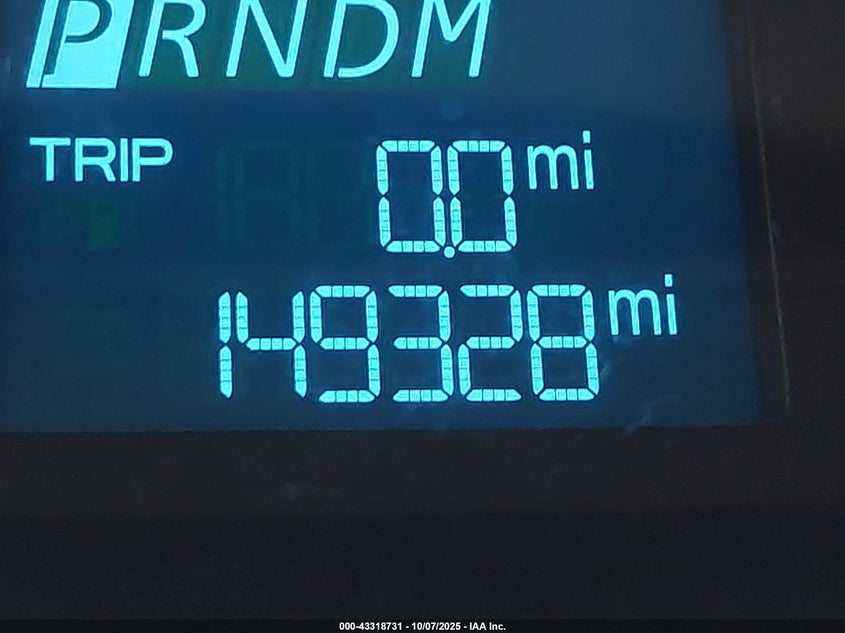 PRNDM
TRIP 0.0 mi
149328 mi
000-43318731 - 10/07/2025 - IAA Inc.